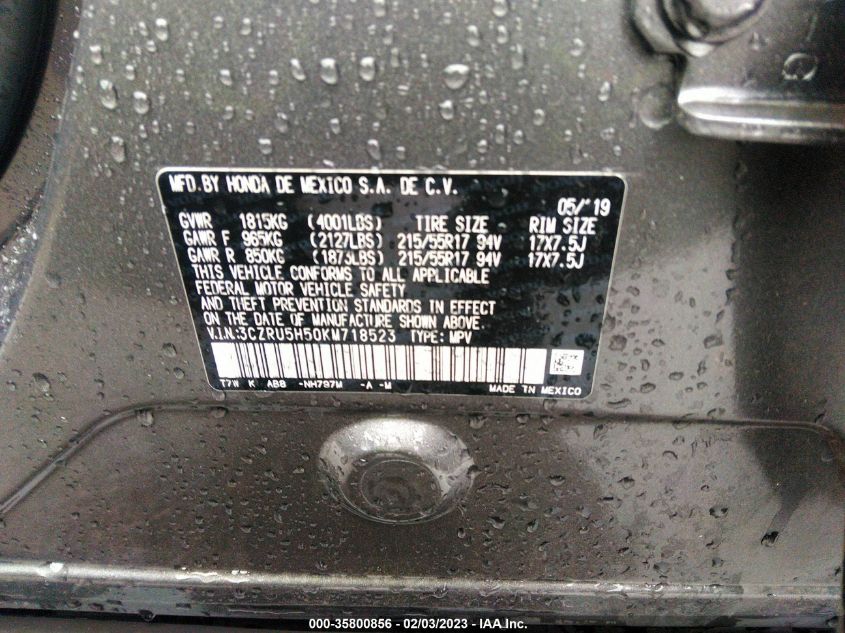 MFD.BY HONDA DE MEXICO S.A. DE C.V.
05/'19
GVWR 1815KG (4001LBS) TIRE SIZE RIM SIZE
GAWR F 965KG (2127LBS) 215/55R17 94V 17X7.5J
GAWR R 850KG (1873LBS) 215/55R17 94V 17X7.5J
THIS VEHICLE CONFORMS TO ALL APPLICABLE
FEDERAL MOTOR VEHICLE SAFETY
AND THEFT PREVENTION STANDARDS IN EFFECT
ON THE DATE OF MANUFACTURE SHOWN ABOVE.
V.I.N:3CZRU5H50KM718523 TYPE: MPV
T7W K AB8 -NH797M -A -M MADE IN MEXICO
000-35800856 - 02/03/2023 - IAA, Inc.